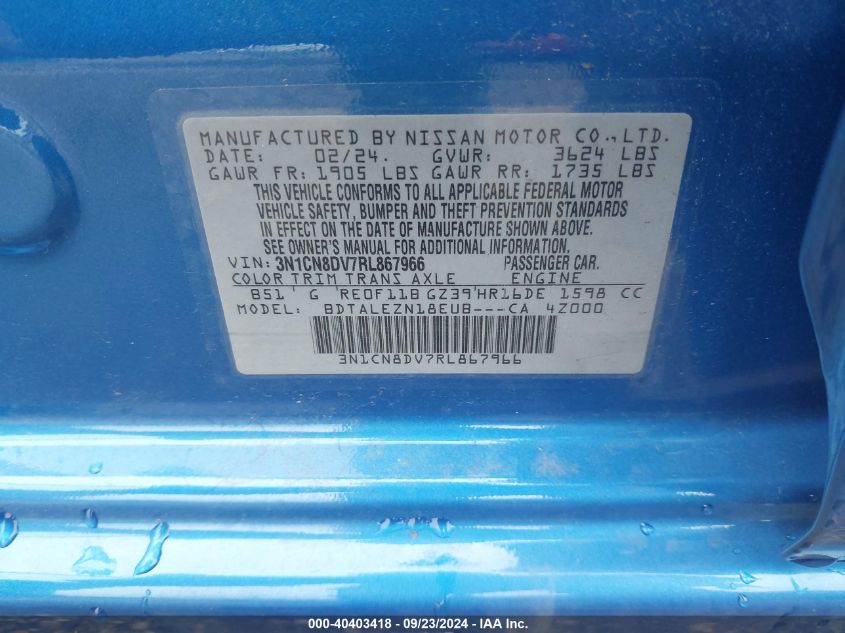 MANUFACTURED BY NISSAN MOTOR CO., LTD.
DATE: 02/24. GVWR: 3624 LBS
GAWR FR: 1905 LBS GAWR RR: 1735 LBS
THIS VEHICLE CONFORMS TO ALL APPLICABLE FEDERAL MOTOR
VEHICLE SAFETY, BUMPER AND THEFT PREVENTION STANDARDS
IN EFFECT ON THE DATE OF MANUFACTURE SHOWN ABOVE.
SEE OWNER'S MANUAL FOR ADDITIONAL INFORMATION.
VIN: 3N1CN8DV7RL867966 PASSENGER CAR.
COLOR TRIM TRANS AXLE ENGINE
B51 G RE0F11B GZ39 HR16DE 1598 CC
MODEL: BDTALEZN18EUB---CA 4Z000
3N1CN8DV7RL867966
000-40403418 - 09/23/2024 - IAA Inc.